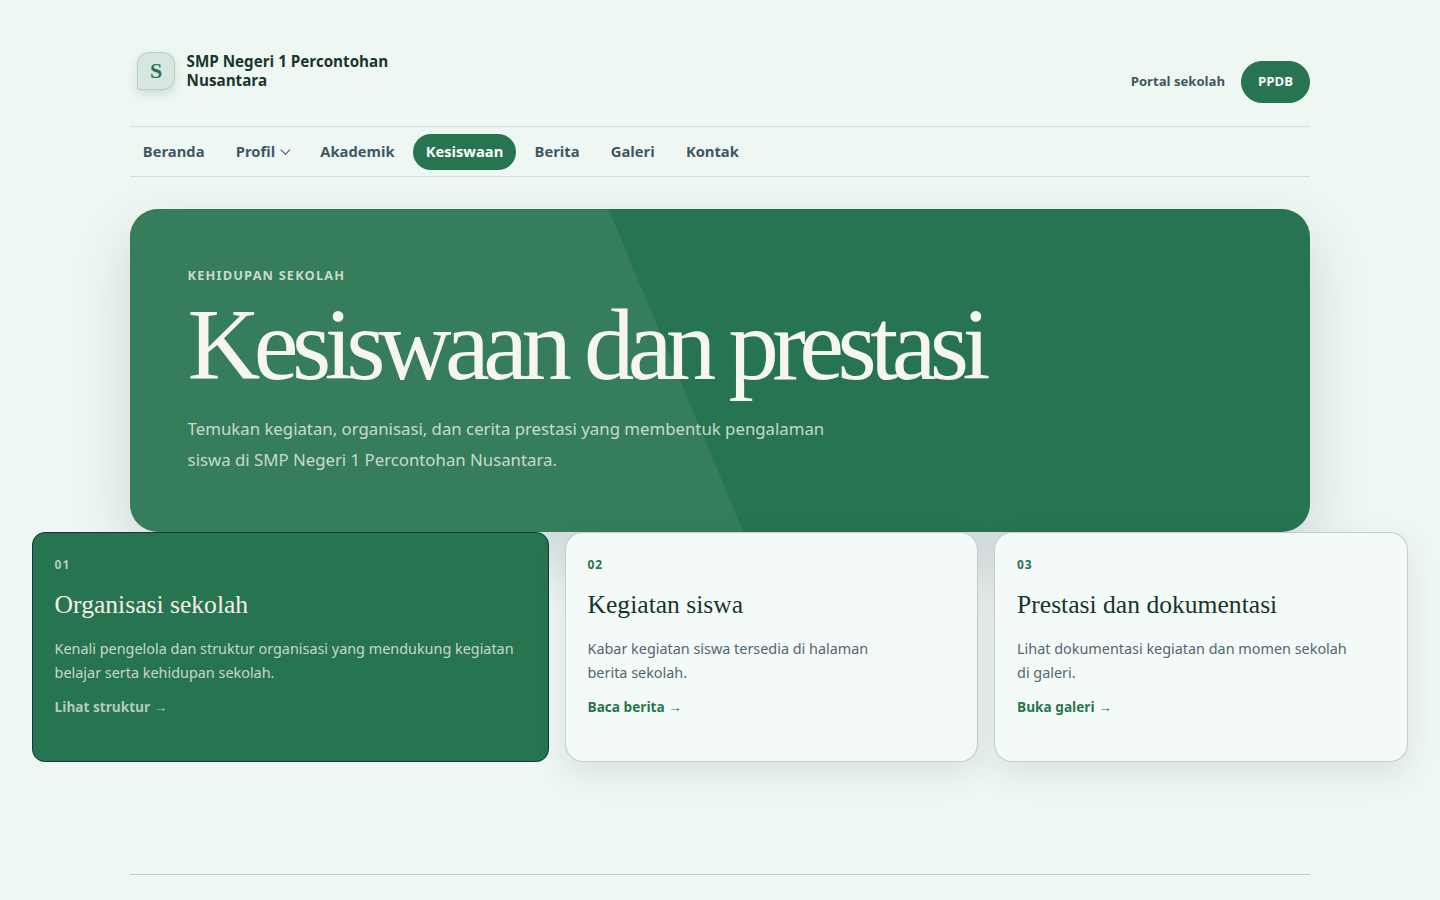 S
SMP Negeri 1 Percontohan
Nusantara
Portal sekolah
PPDB
Beranda
Profil
Akademik
Kesiswaan
Berita
Galeri
Kontak
KEHIDUPAN SEKOLAH
Kesiswaan dan prestasi
Temukan kegiatan, organisasi, dan cerita prestasi yang membentuk pengalaman
siswa di SMP Negeri 1 Percontohan Nusantara.
01
Organisasi sekolah
Kenali pengelola dan struktur organisasi yang mendukung kegiatan
belajar serta kehidupan sekolah.
Lihat struktur →
02
Kegiatan siswa
Kabar kegiatan siswa tersedia di halaman
berita sekolah.
Baca berita →
03
Prestasi dan dokumentasi
Lihat dokumentasi kegiatan dan momen sekolah
di galeri.
Buka galeri →